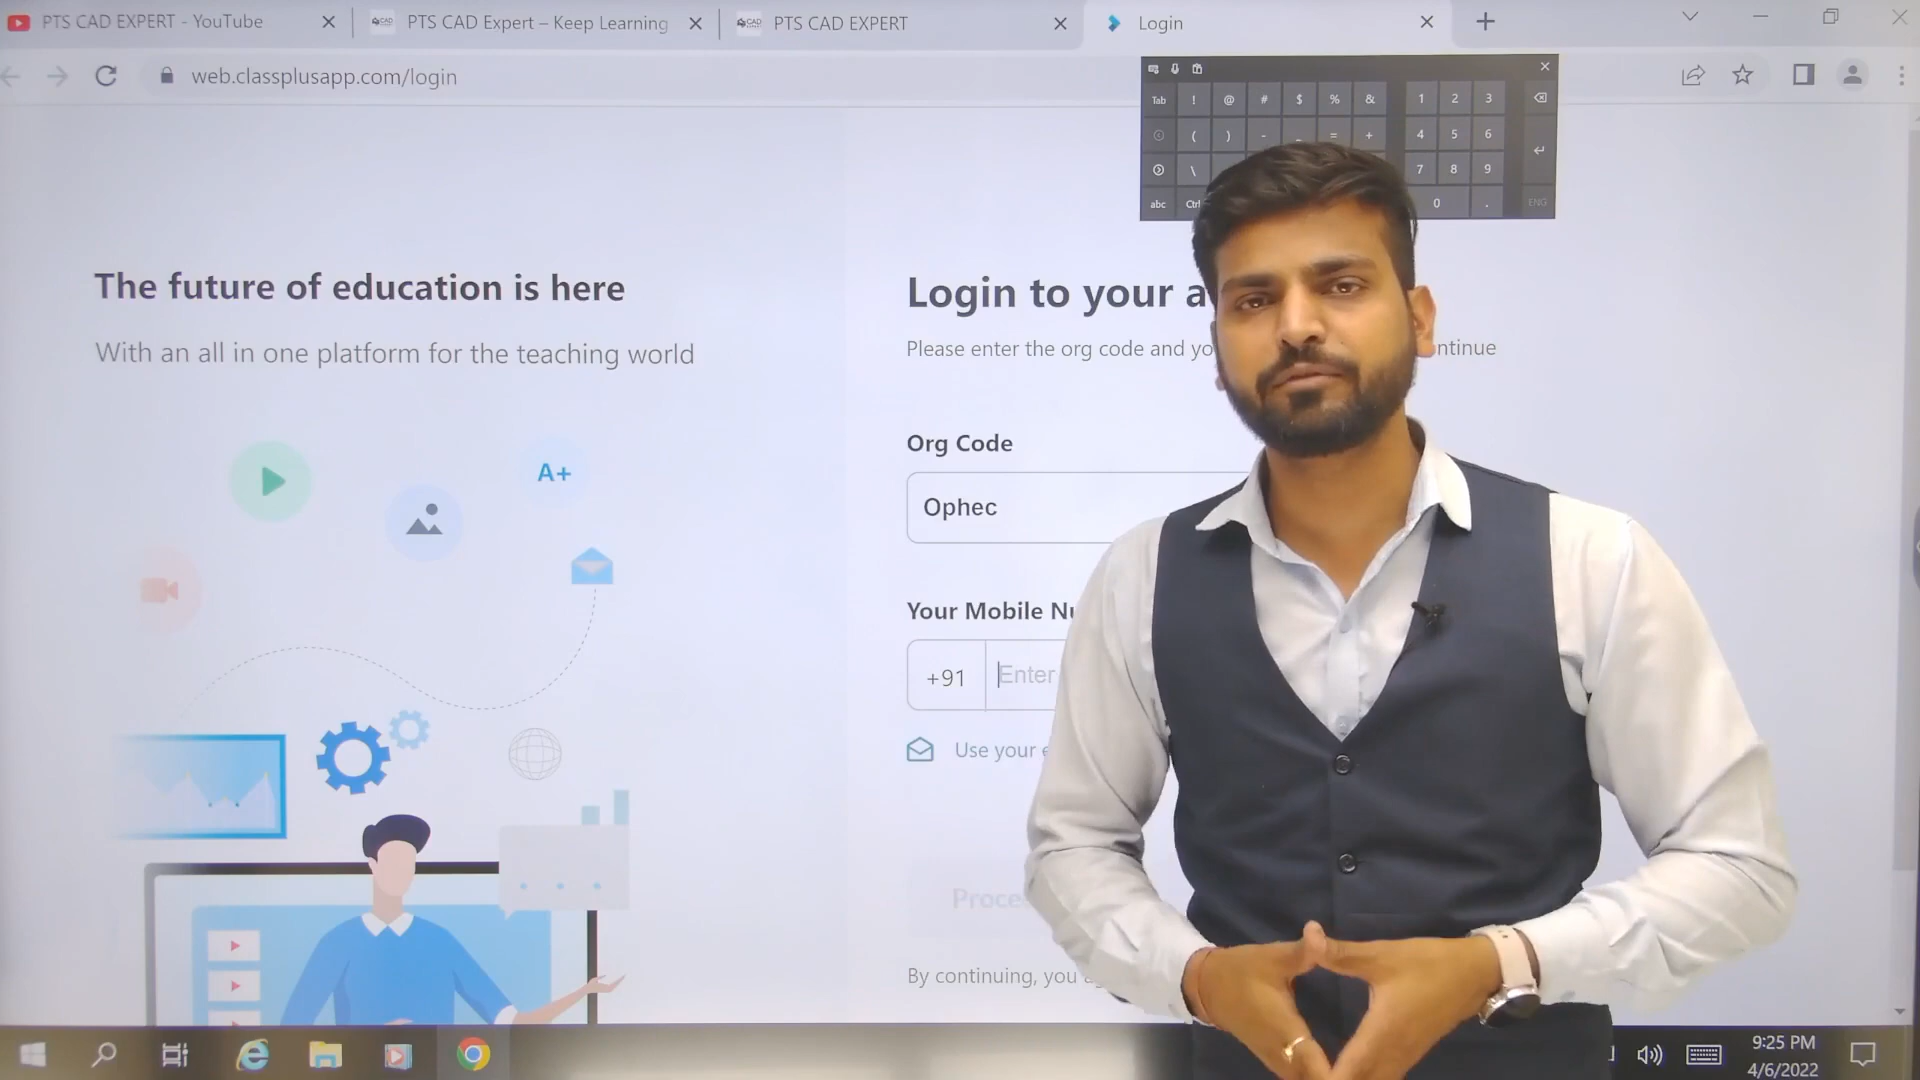 PTS CAD EXPERT - YouTube
PTS CAD Expert – Keep Learning
PTS CAD EXPERT
Login
web.classplusapp.com/login
Tab ! @ # $ % & 1 2 3
( ) - _ = + 4 5 6
\ 7 8 9
abc Ctrl 0 . ENG
The future of education is here
With an all in one platform for the teaching world
A+
Login to your a
Please enter the org code and yo
ntinue
Org Code
Ophec
Your Mobile Nu
+91
Enter
Use your e
Proce
By continuing, you ag
9:25 PM
4/6/2022